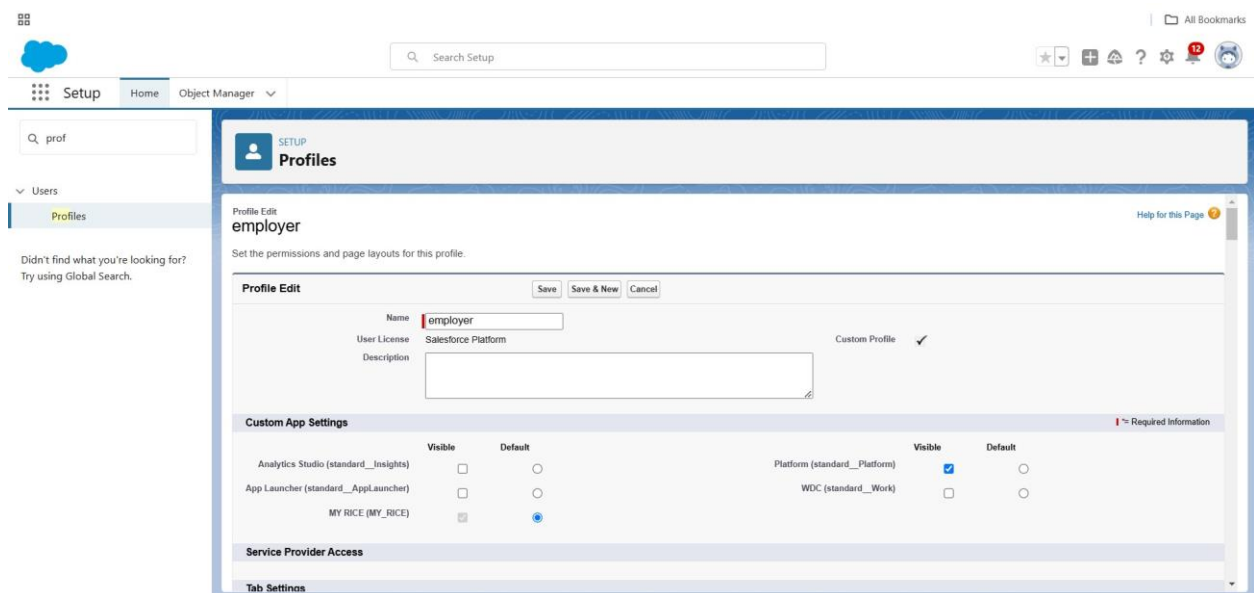 All Bookmarks
Search Setup
12
Setup Home Object Manager
prof
SETUP
Profiles
Users
Profiles
Didn't find what you're looking for?
Try using Global Search.
Profile Edit
employer
Help for this Page ?
Set the permissions and page layouts for this profile.
Profile Edit Save Save & New Cancel
Name employer
User License Salesforce Platform Custom Profile
Description
Custom App Settings = Required Information
Visible Default Visible Default
Analytics Studio (standard__Insights) Platform (standard__Platform)
App Launcher (standard__AppLauncher) WDC (standard__Work)
MY RICE (MY_RICE)
Service Provider Access
Tab Settings